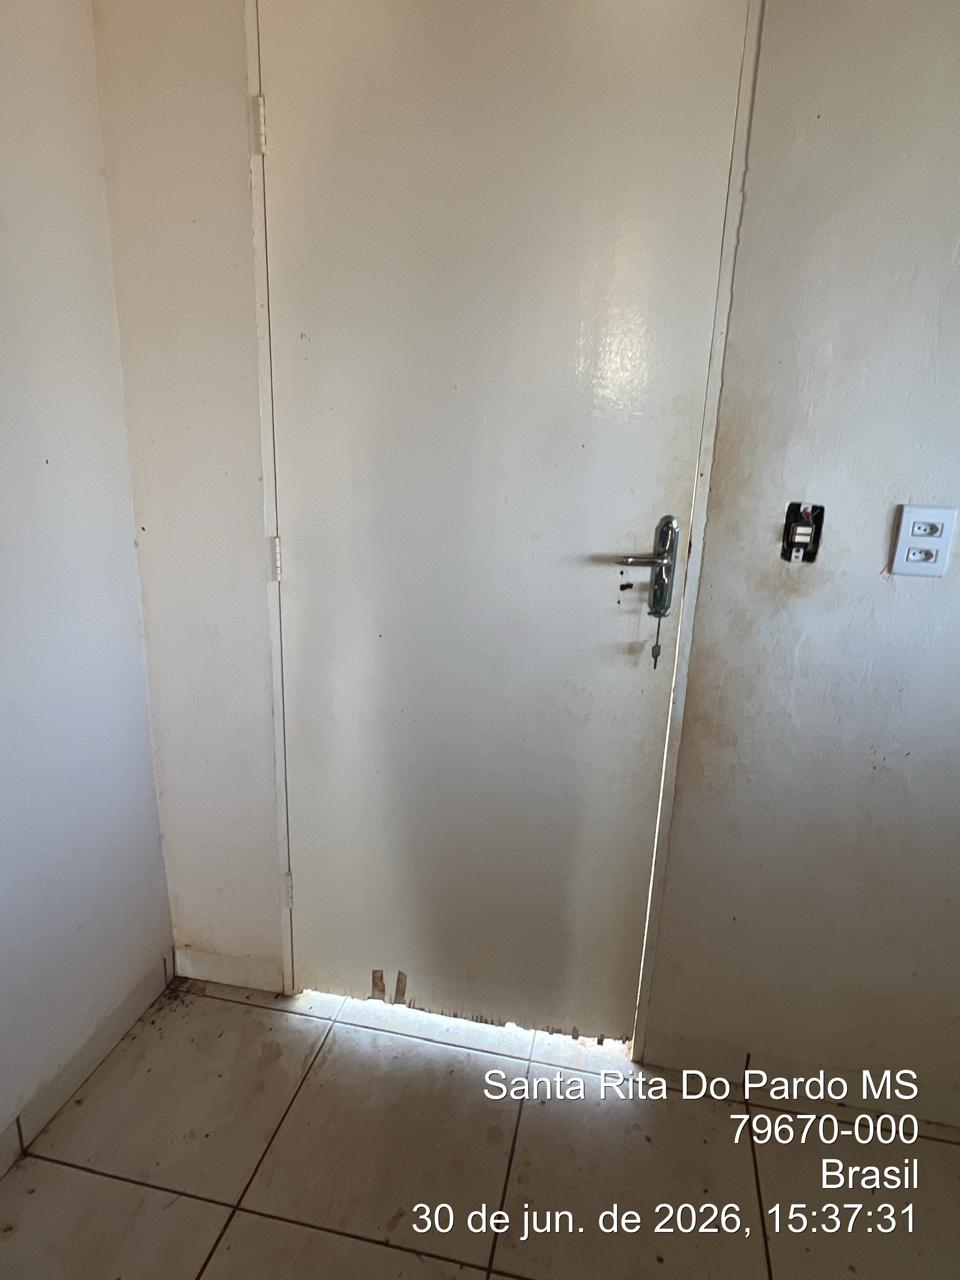 Santa Rita Do Pardo MS
79670-000
Brasil
30 de jun. de 2026, 15:37:31